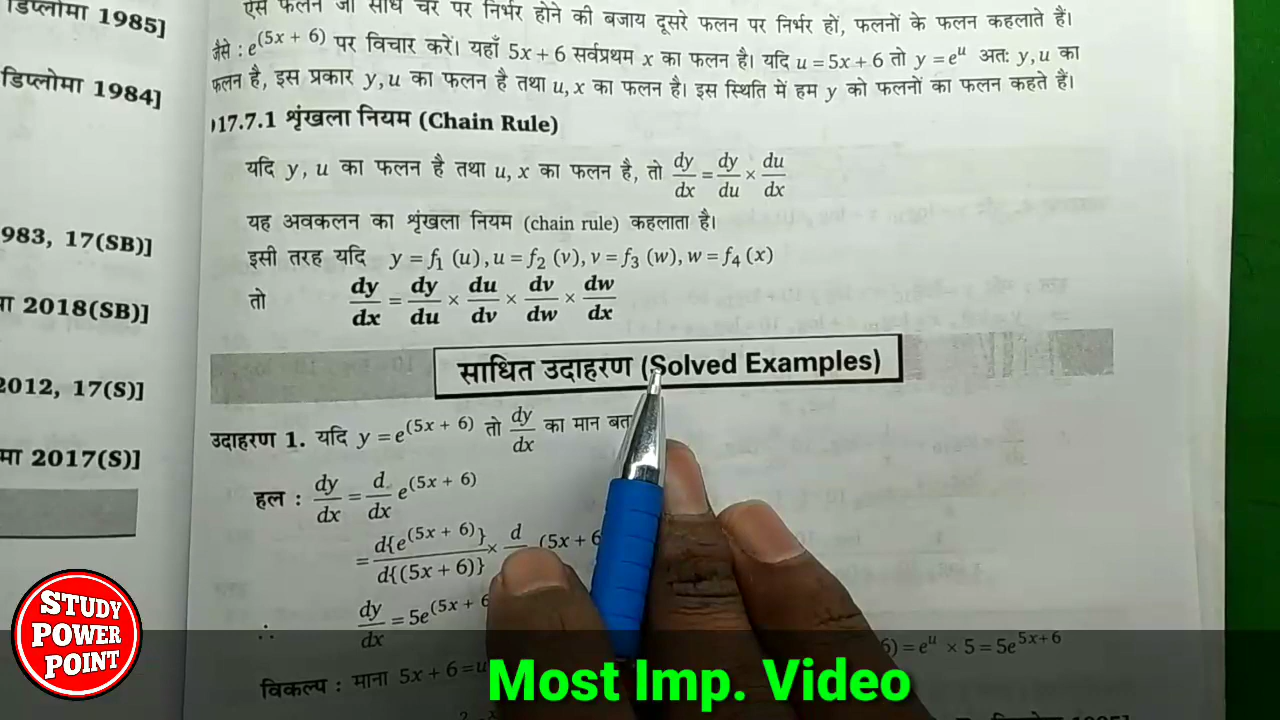 डिप्लोमा 1985]
डिप्लोमा 1984]
983, 17(SB)]
मा 2018(SB)]
2012, 17(S)]
मा 2017(S)]
ऐसे फलन जो सीधे चर पर निर्भर होने की बजाय दूसरे फलन पर निर्भर हों, फलनों के फलन कहलाते हैं।
जैसे : e^(5x + 6) पर विचार करें। यहाँ 5x + 6 सर्वप्रथम x का फलन है। यदि u = 5x + 6 तो y = e^u अतः y, u का
फलन है, इस प्रकार y, u का फलन है तथा u, x का फलन है। इस स्थिति में हम y को फलनों का फलन कहते हैं।
17.7.1 शृंखला नियम (Chain Rule)
यदि y, u का फलन है तथा u, x का फलन है, तो dy/dx = dy/du × du/dx
यह अवकलन का शृंखला नियम (chain rule) कहलाता है।
इसी तरह यदि y = f₁ (u), u = f₂ (v), v = f₃ (w), w = f₄ (x)
तो dy/dx = dy/du × du/dv × dv/dw × dw/dx
साधित उदाहरण (Solved Examples)
उदाहरण 1. यदि y = e^(5x + 6) तो dy/dx का मान
हल : dy/dx = d/dx e^(5x + 6)
= d{e^(5x + 6)}/d{(5x + 6)} × d (5x + 6
∴ dy/dx = 5e^(5x + 6
विकल्प : माना 5x + 6 = u
6) = e^u × 5 = 5e^5x+6
STUDY
POWER
POINT
Most Imp. Video